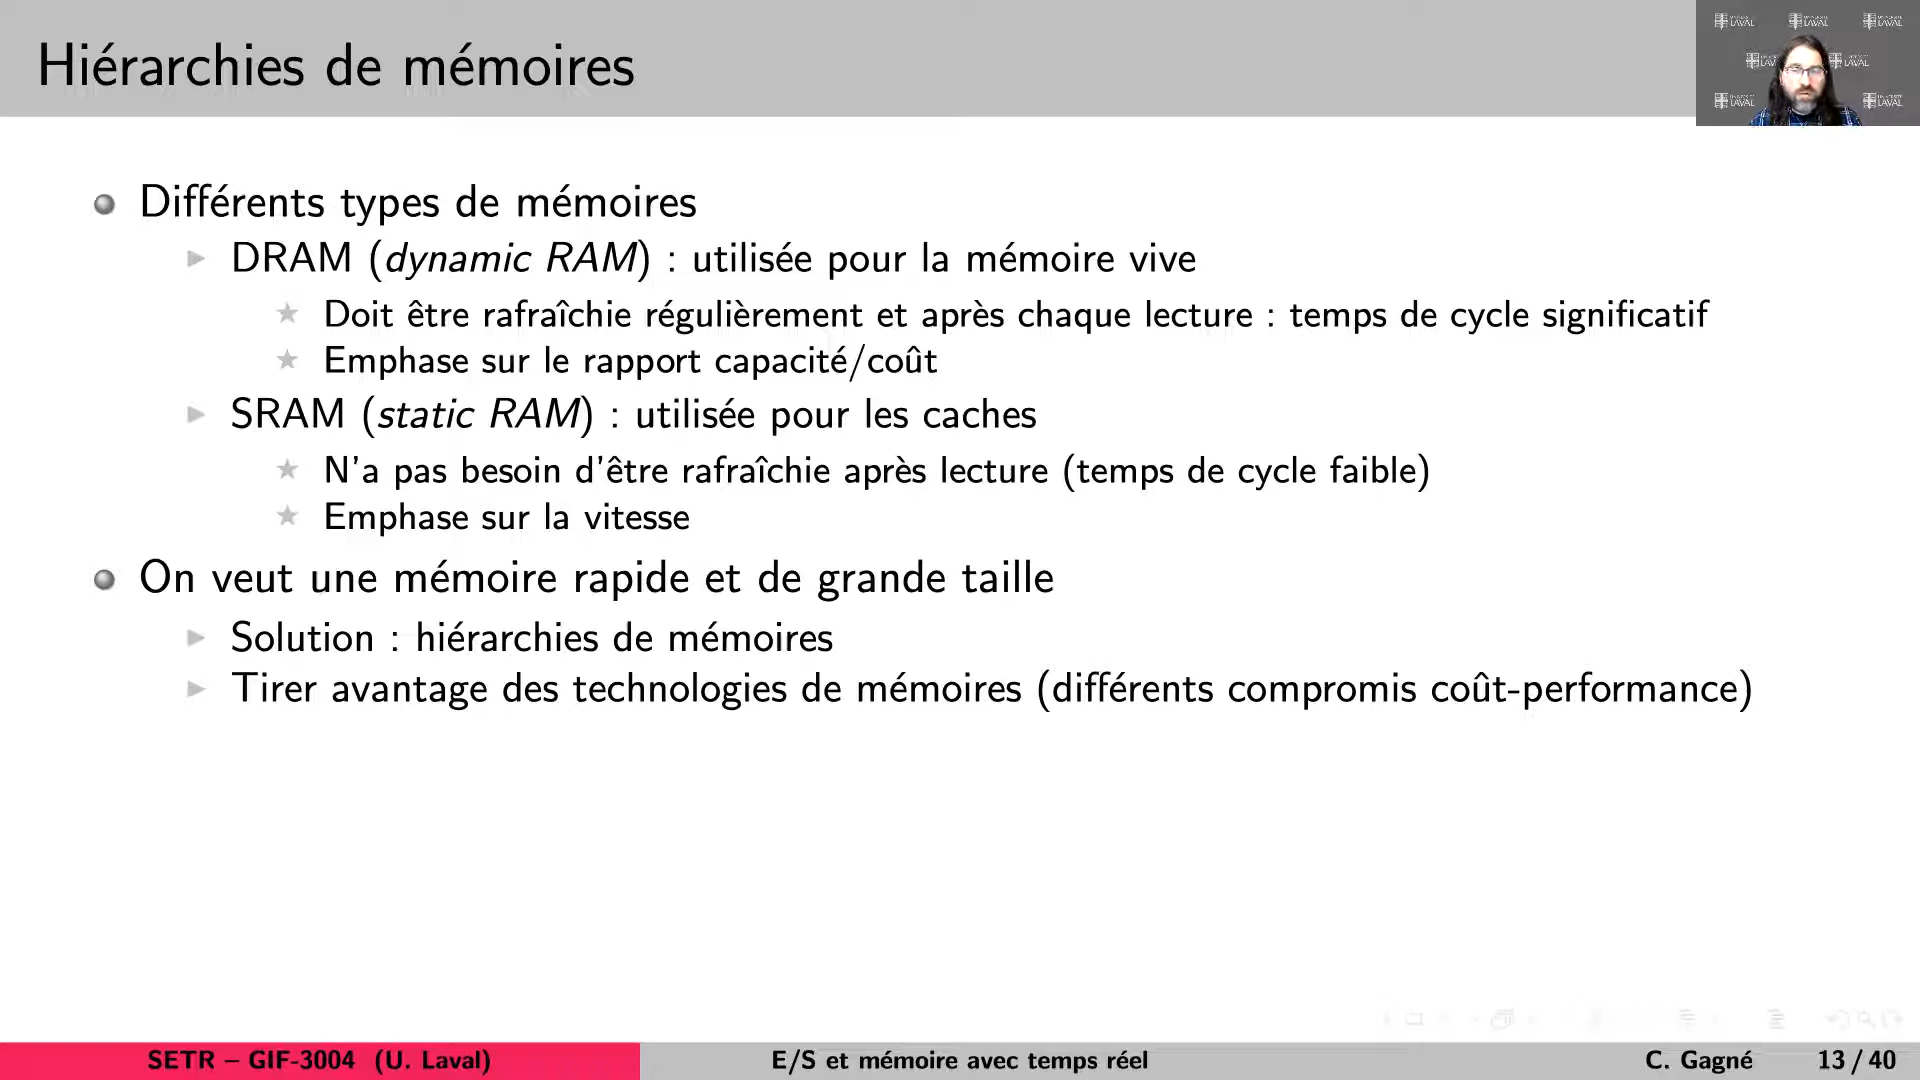 Hiérarchies de mémoires
Différents types de mémoires
DRAM (dynamic RAM) : utilisée pour la mémoire vive
Doit être rafraîchie régulièrement et après chaque lecture : temps de cycle significatif
Emphase sur le rapport capacité/coût
SRAM (static RAM) : utilisée pour les caches
N'a pas besoin d'être rafraîchie après lecture (temps de cycle faible)
Emphase sur la vitesse
On veut une mémoire rapide et de grande taille
Solution : hiérarchies de mémoires
Tirer avantage des technologies de mémoires (différents compromis coût-performance)
SETR – GIF-3004 (U. Laval)
E/S et mémoire avec temps réel
C. Gagné
13 / 40